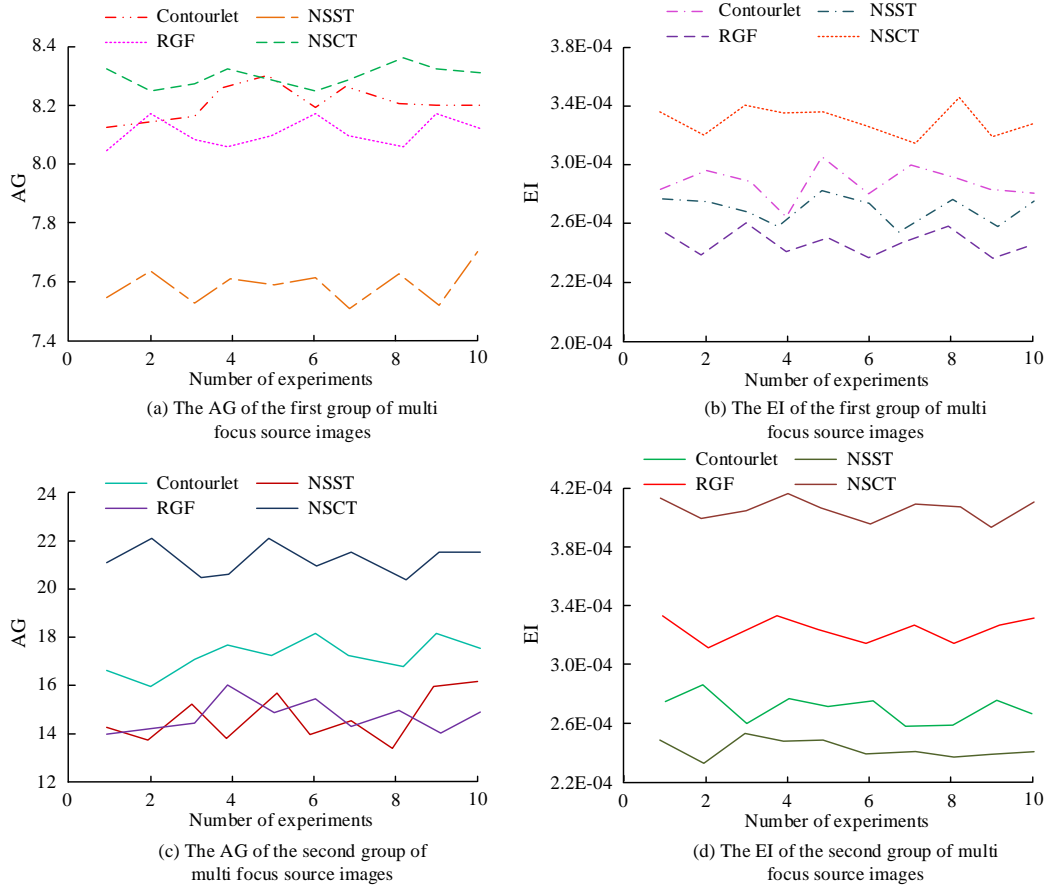 Contourlet NSST
RGF NSCT
8.4
8.2
8.0
7.8
7.6
7.4
AG
0 2 4 6 8 10
Number of experiments
(a) The AG of the first group of multi
focus source images
Contourlet NSST
RGF NSCT
3.8E-04
3.4E-04
3.0E-04
2.6E-04
2.2E-04
2.0E-04
EI
0 2 4 6 8 10
Number of experiments
(b) The EI of the first group of multi
focus source images
Contourlet NSST
RGF NSCT
24
22
20
18
16
14
12
AG
0 2 4 6 8 10
Number of experiments
(c) The AG of the second group of
multi focus source images
Contourlet NSST
RGF NSCT
4.2E-04
3.8E-04
3.4E-04
3.0E-04
2.6E-04
2.2E-04
EI
0 2 4 6 8 10
Number of experiments
(d) The EI of the second group of multi
focus source images